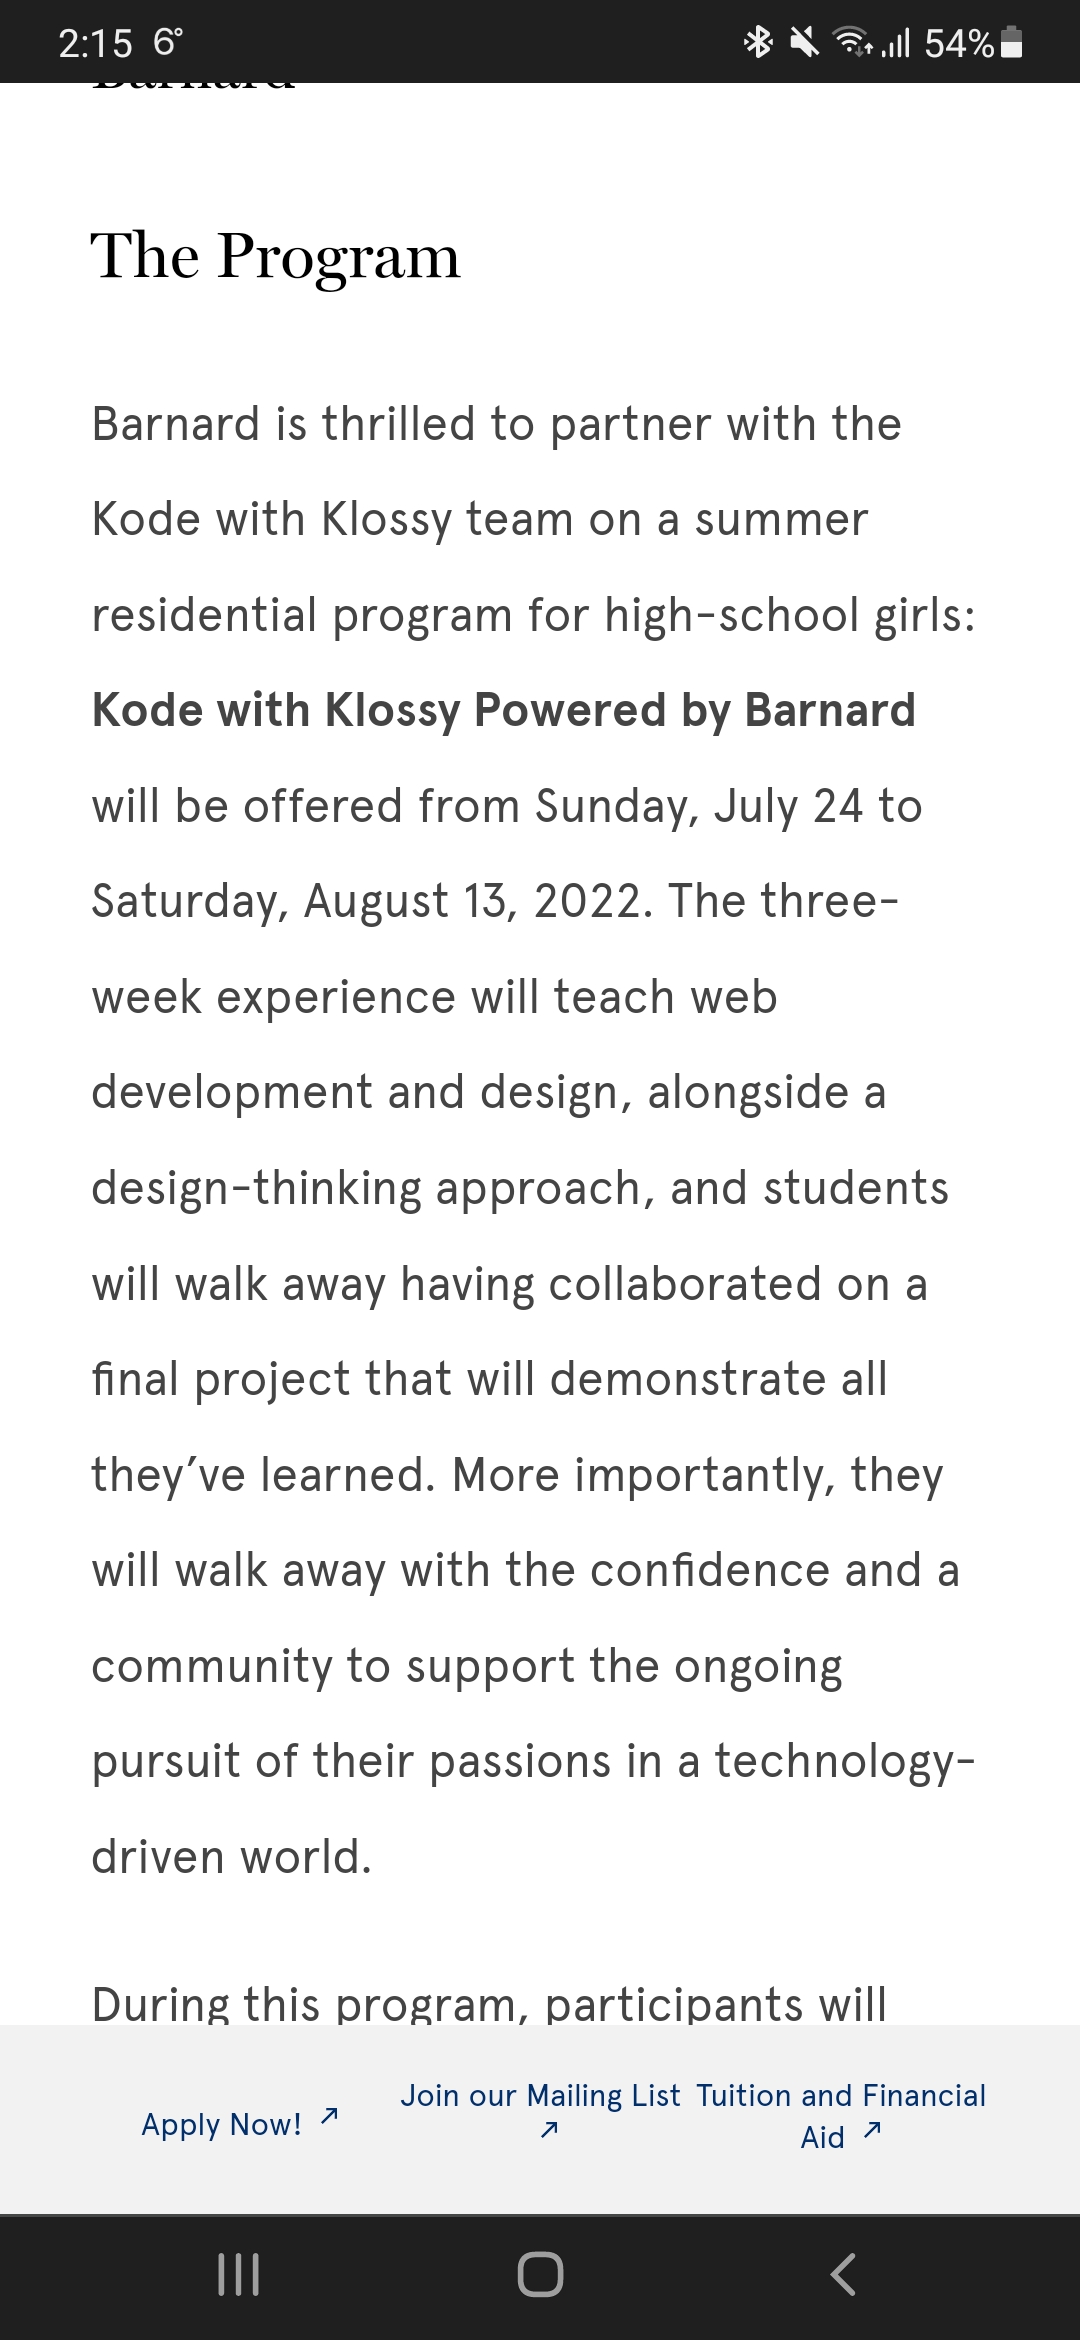 2:15 6° 54%
Barnard
The Program
Barnard is thrilled to partner with the
Kode with Klossy team on a summer
residential program for high-school girls:
Kode with Klossy Powered by Barnard
will be offered from Sunday, July 24 to
Saturday, August 13, 2022. The three-
week experience will teach web
development and design, alongside a
design-thinking approach, and students
will walk away having collaborated on a
final project that will demonstrate all
they’ve learned. More importantly, they
will walk away with the confidence and a
community to support the ongoing
pursuit of their passions in a technology-
driven world.
During this program, participants will
Apply Now! ↗
Join our Mailing List ↗
Tuition and Financial
Aid ↗